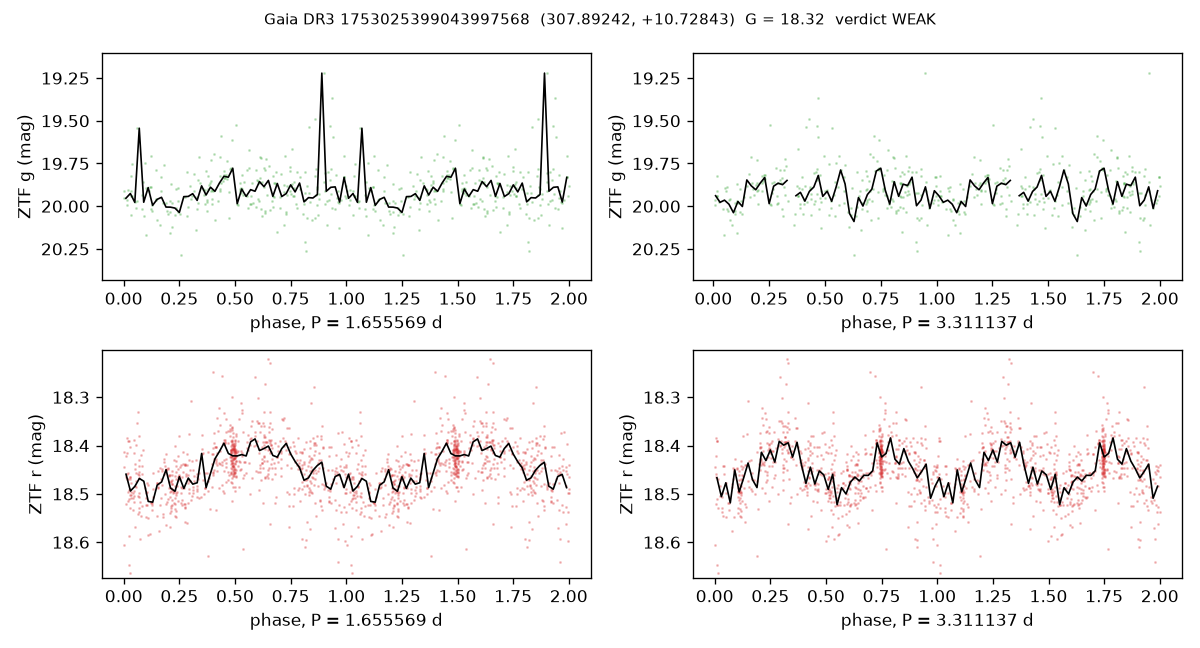 Gaia DR3 1753025399043997568 (307.89242, +10.72843) G = 18.32 verdict WEAK
ZTF g (mag)
19.25
19.50
19.75
20.00
20.25
0.00 0.25 0.50 0.75 1.00 1.25 1.50 1.75 2.00
phase, P = 1.655569 d
ZTF g (mag)
19.25
19.50
19.75
20.00
20.25
0.00 0.25 0.50 0.75 1.00 1.25 1.50 1.75 2.00
phase, P = 3.311137 d
ZTF r (mag)
18.3
18.4
18.5
18.6
0.00 0.25 0.50 0.75 1.00 1.25 1.50 1.75 2.00
phase, P = 1.655569 d
ZTF r (mag)
18.3
18.4
18.5
18.6
0.00 0.25 0.50 0.75 1.00 1.25 1.50 1.75 2.00
phase, P = 3.311137 d